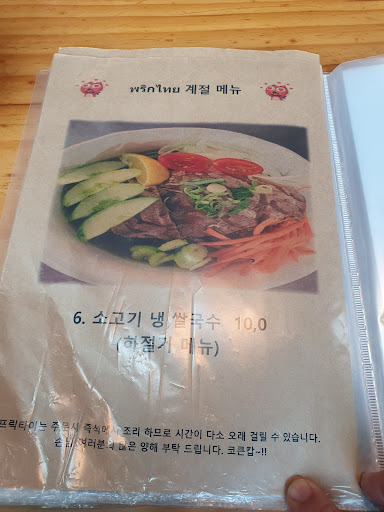 พริกไทย 계절 메뉴
6. 소고기 냉 쌀국수 10,0
(하절기 메뉴)
프릭타이는 주문시 즉석에서 조리 하므로 시간이 다소 오래 걸릴 수 있습니다.
손님 여러분의 많은 양해 부탁 드립니다. 코큰캅~!!